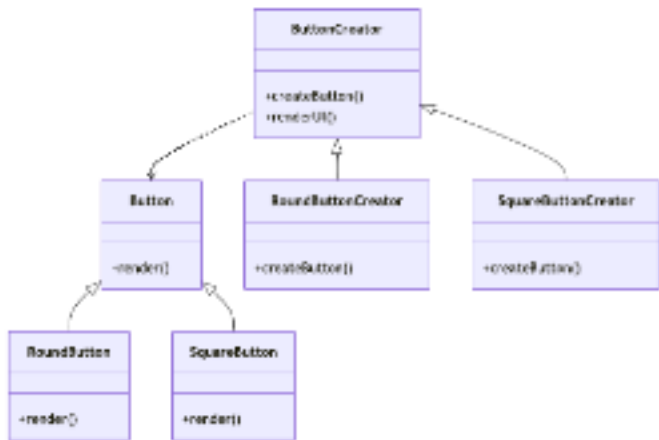 ButtonCreator
+createButton()
+renderUI()
Button
+render()
RoundButtonCreator
+createButton()
SquareButtonCreator
+createButton()
RoundButton
+render()
SquareButton
+render()